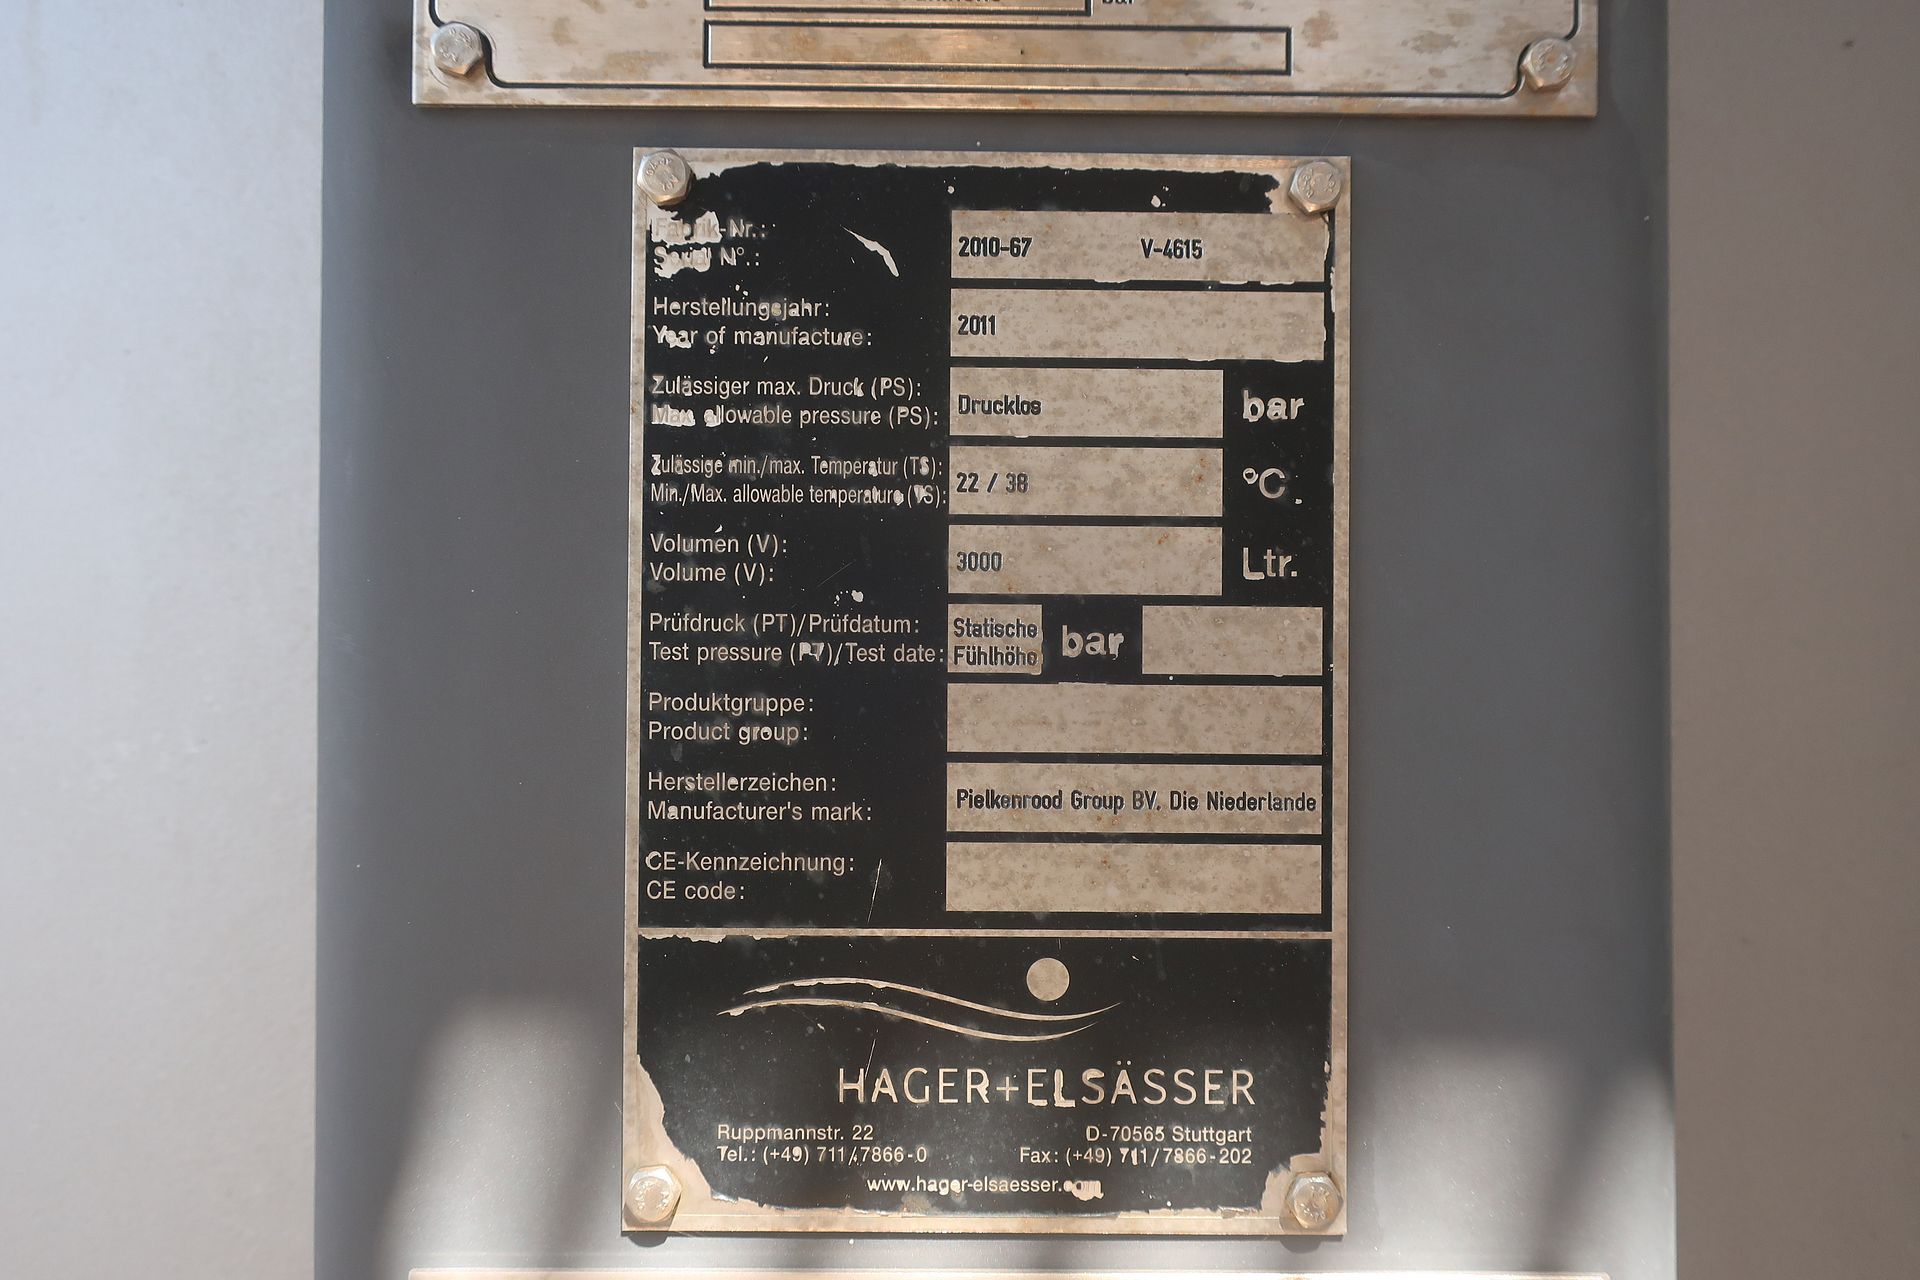 bar
Fabrik-Nr.:
Serial N°.:
2010-67 V-4615
Herstellungsjahr:
Year of manufacture:
2011
Zulässiger max. Druck (PS):
Max. allowable pressure (PS):
Drucklos
bar
Zulässige min./max. Temperatur (TS):
Min./Max. allowable temperature (TS):
22 / 38
°C
Volumen (V):
Volume (V):
3000
Ltr.
Prüfdruck (PT)/Prüfdatum:
Test pressure (PT)/Test date:
Statische
Fühlhöhe
bar
Produktgruppe:
Product group:
Herstellerzeichen:
Manufacturer's mark:
Pielkenrood Group BV. Die Niederlande
CE-Kennzeichnung:
CE code:
HAGER+ELSÄSSER
Ruppmannstr. 22 D-70565 Stuttgart
Tel.: (+49) 711/7866-0 Fax: (+49) 711/7866-202
www.hager-elsaesser.com